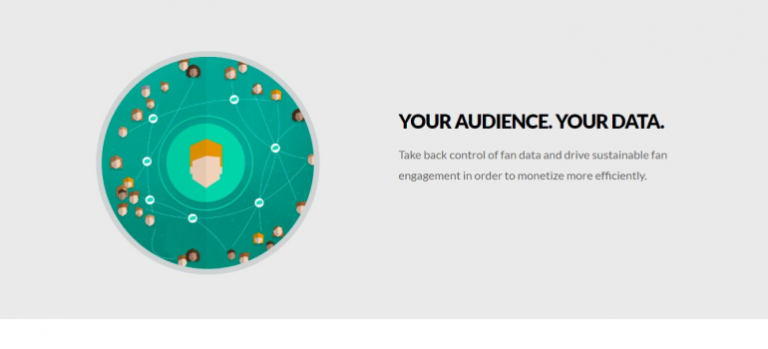 YOUR AUDIENCE. YOUR DATA.
Take back control of fan data and drive sustainable fan
engagement in order to monetize more efficiently.